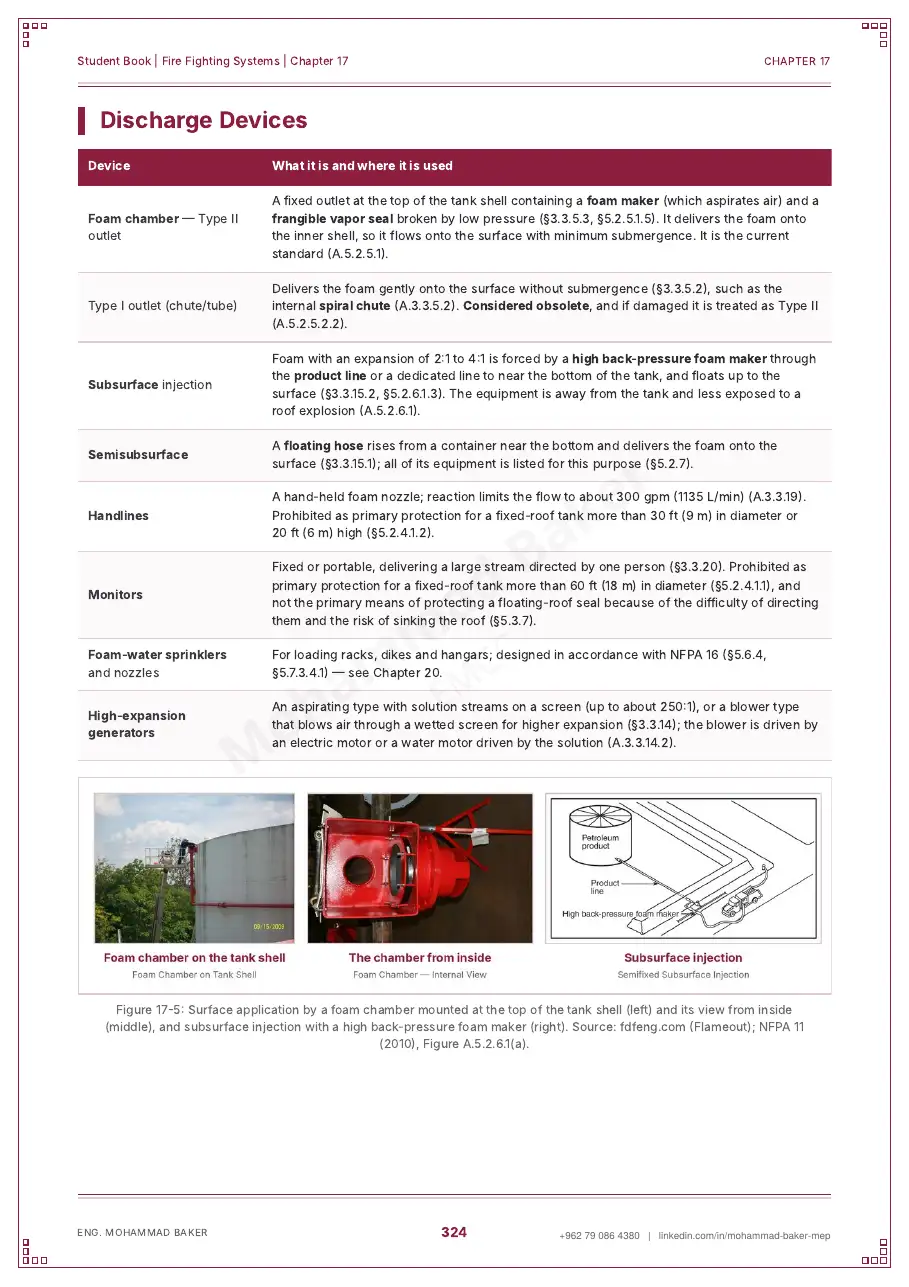 Student Book | Fire Fighting Systems | Chapter 17
CHAPTER 17
Discharge Devices
Device
What it is and where it is used
Foam chamber — Type II
outlet
A fixed outlet at the top of the tank shell containing a foam maker (which aspirates air) and a
frangible vapor seal broken by low pressure (§3.3.5.3, §5.2.5.1.5). It delivers the foam onto
the inner shell, so it flows onto the surface with minimum submergence. It is the current
standard (A.5.2.5.1).
Type I outlet (chute/tube)
Delivers the foam gently onto the surface without submergence (§3.3.5.2), such as the
internal spiral chute (A.3.3.5.2). Considered obsolete, and if damaged it is treated as Type II
(A.5.2.5.2.2).
Subsurface injection
Foam with an expansion of 2:1 to 4:1 is forced by a high back-pressure foam maker through
the product line or a dedicated line to near the bottom of the tank, and floats up to the
surface (§3.3.15.2, §5.2.6.1.3). The equipment is away from the tank and less exposed to a
roof explosion (A.5.2.6.1).
Semisubsurface
A floating hose rises from a container near the bottom and delivers the foam onto the
surface (§3.3.15.1); all of its equipment is listed for this purpose (§5.2.7).
Handlines
A hand-held foam nozzle; reaction limits the flow to about 300 gpm (1135 L/min) (A.3.3.19).
Prohibited as primary protection for a fixed-roof tank more than 30 ft (9 m) in diameter or
20 ft (6 m) high (§5.2.4.1.2).
Monitors
Fixed or portable, delivering a large stream directed by one person (§3.3.20). Prohibited as
primary protection for a fixed-roof tank more than 60 ft (18 m) in diameter (§5.2.4.1.1), and
not the primary means of protecting a floating-roof seal because of the difficulty of directing
them and the risk of sinking the roof (§5.3.7).
Foam-water sprinklers
and nozzles
For loading racks, dikes and hangars; designed in accordance with NFPA 16 (§5.6.4,
§5.7.3.4.1) — see Chapter 20.
High-expansion
generators
An aspirating type with solution streams on a screen (up to about 250:1), or a blower type
that blows air through a wetted screen for higher expansion (§3.3.14); the blower is driven by
an electric motor or a water motor driven by the solution (A.3.3.14.2).
Mohammad Baker
09/15/2009
Petroleum
product
Product
line
High back-pressure foam maker
Foam chamber on the tank shell
Foam Chamber on Tank Shell
The chamber from inside
Foam Chamber — Internal View
Subsurface injection
Semifixed Subsurface Injection
Figure 17-5: Surface application by a foam chamber mounted at the top of the tank shell (left) and its view from inside
(middle), and subsurface injection with a high back-pressure foam maker (right). Source: fdfeng.com (Flameout); NFPA 11
(2010), Figure A.5.2.6.1(a).
ENG. MOHAMMAD BAKER
324
+962 79 086 4380 | linkedin.com/in/mohammad-baker-mep